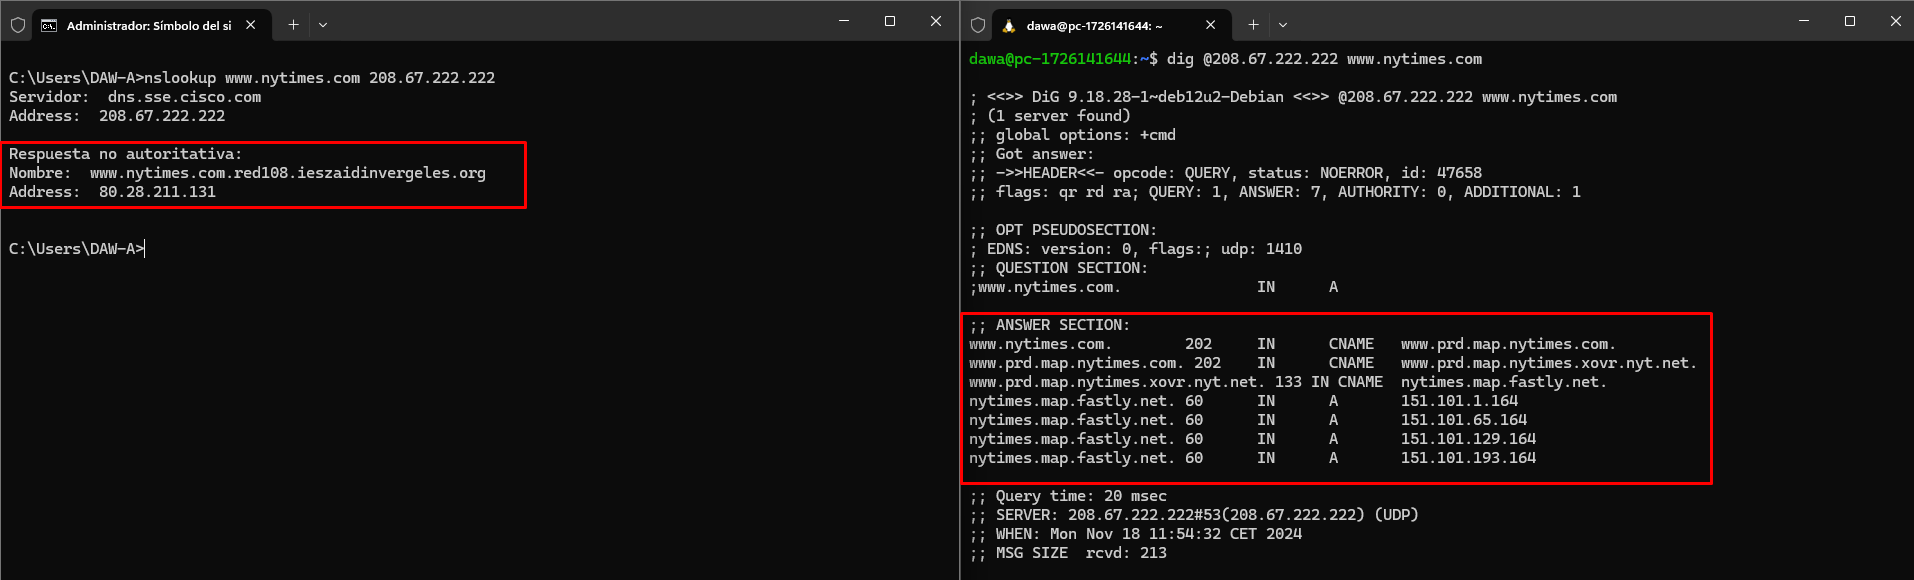 Administrador: Símbolo del si
C:\Users\DAW-A>nslookup www.nytimes.com 208.67.222.222
Servidor:  dns.sse.cisco.com
Address:  208.67.222.222
Respuesta no autoritativa:
Nombre:  www.nytimes.com.red108.ieszaidinvergeles.org
Address:  80.28.211.131
C:\Users\DAW-A>
dawa@pc-1726141644: ~
dawa@pc-1726141644:~$ dig @208.67.222.222 www.nytimes.com
; <<>> DiG 9.18.28-1~deb12u2-Debian <<>> @208.67.222.222 www.nytimes.com
; (1 server found)
;; global options: +cmd
;; Got answer:
;; ->>HEADER<<- opcode: QUERY, status: NOERROR, id: 47658
;; flags: qr rd ra; QUERY: 1, ANSWER: 7, AUTHORITY: 0, ADDITIONAL: 1
;; OPT PSEUDOSECTION:
; EDNS: version: 0, flags:; udp: 1410
;; QUESTION SECTION:
;www.nytimes.com.               IN      A
;; ANSWER SECTION:
www.nytimes.com.        202     IN      CNAME   www.prd.map.nytimes.com.
www.prd.map.nytimes.com. 202    IN      CNAME   www.prd.map.nytimes.xovr.nyt.net.
www.prd.map.nytimes.xovr.nyt.net. 133 IN CNAME  nytimes.map.fastly.net.
nytimes.map.fastly.net. 60      IN      A       151.101.1.164
nytimes.map.fastly.net. 60      IN      A       151.101.65.164
nytimes.map.fastly.net. 60      IN      A       151.101.129.164
nytimes.map.fastly.net. 60      IN      A       151.101.193.164
;; Query time: 20 msec
;; SERVER: 208.67.222.222#53(208.67.222.222) (UDP)
;; WHEN: Mon Nov 18 11:54:32 CET 2024
;; MSG SIZE  rcvd: 213